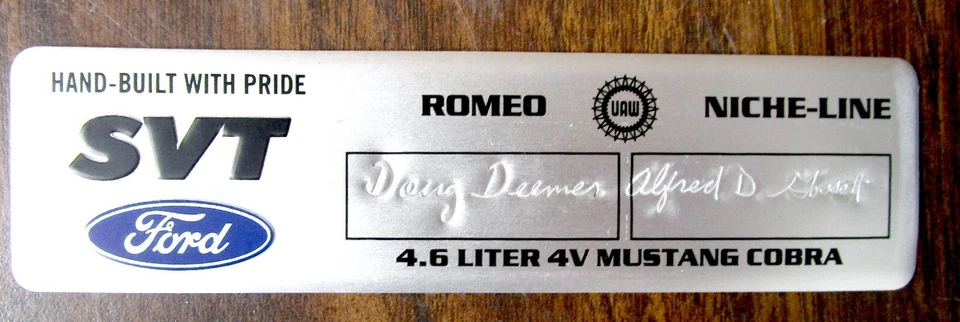 HAND-BUILT WITH PRIDE
SVT
Ford
ROMEO UAW NICHE-LINE
Doug Deemer Alfred D.
4.6 LITER 4V MUSTANG COBRA